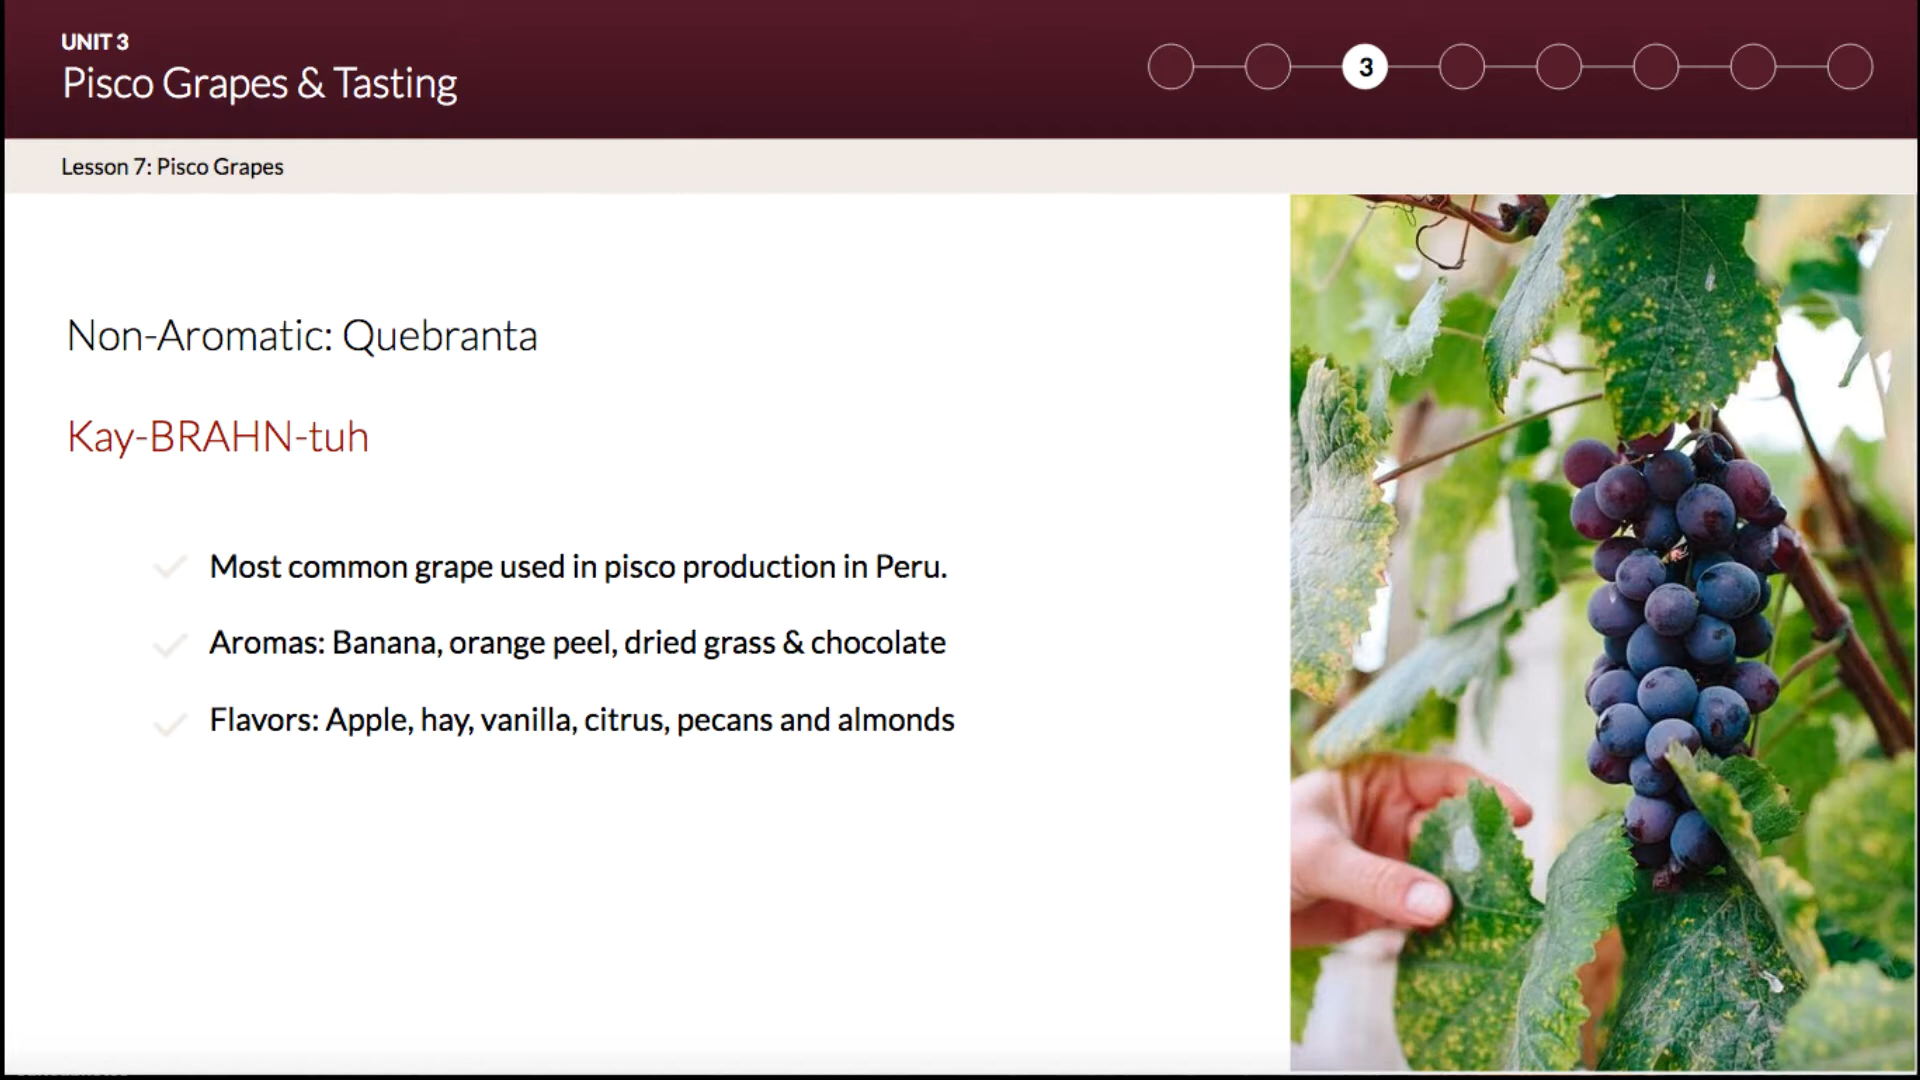 UNIT 3
Pisco Grapes & Tasting
3
Lesson 7: Pisco Grapes
Non-Aromatic: Quebranta
Kay-BRAHN-tuh
Most common grape used in pisco production in Peru.
Aromas: Banana, orange peel, dried grass & chocolate
Flavors: Apple, hay, vanilla, citrus, pecans and almonds